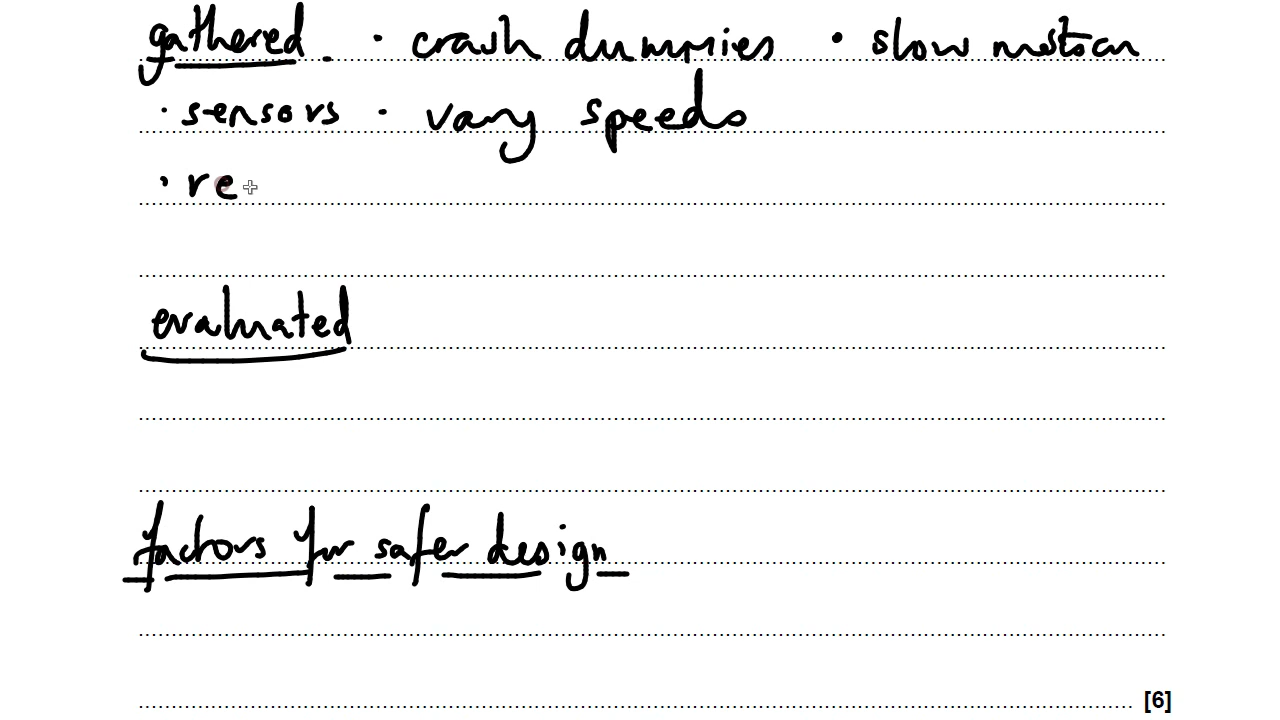 gathered. • crash dummies • slow motion
• sensors • vary speeds
• re
evaluated
factors for safer design
[6]